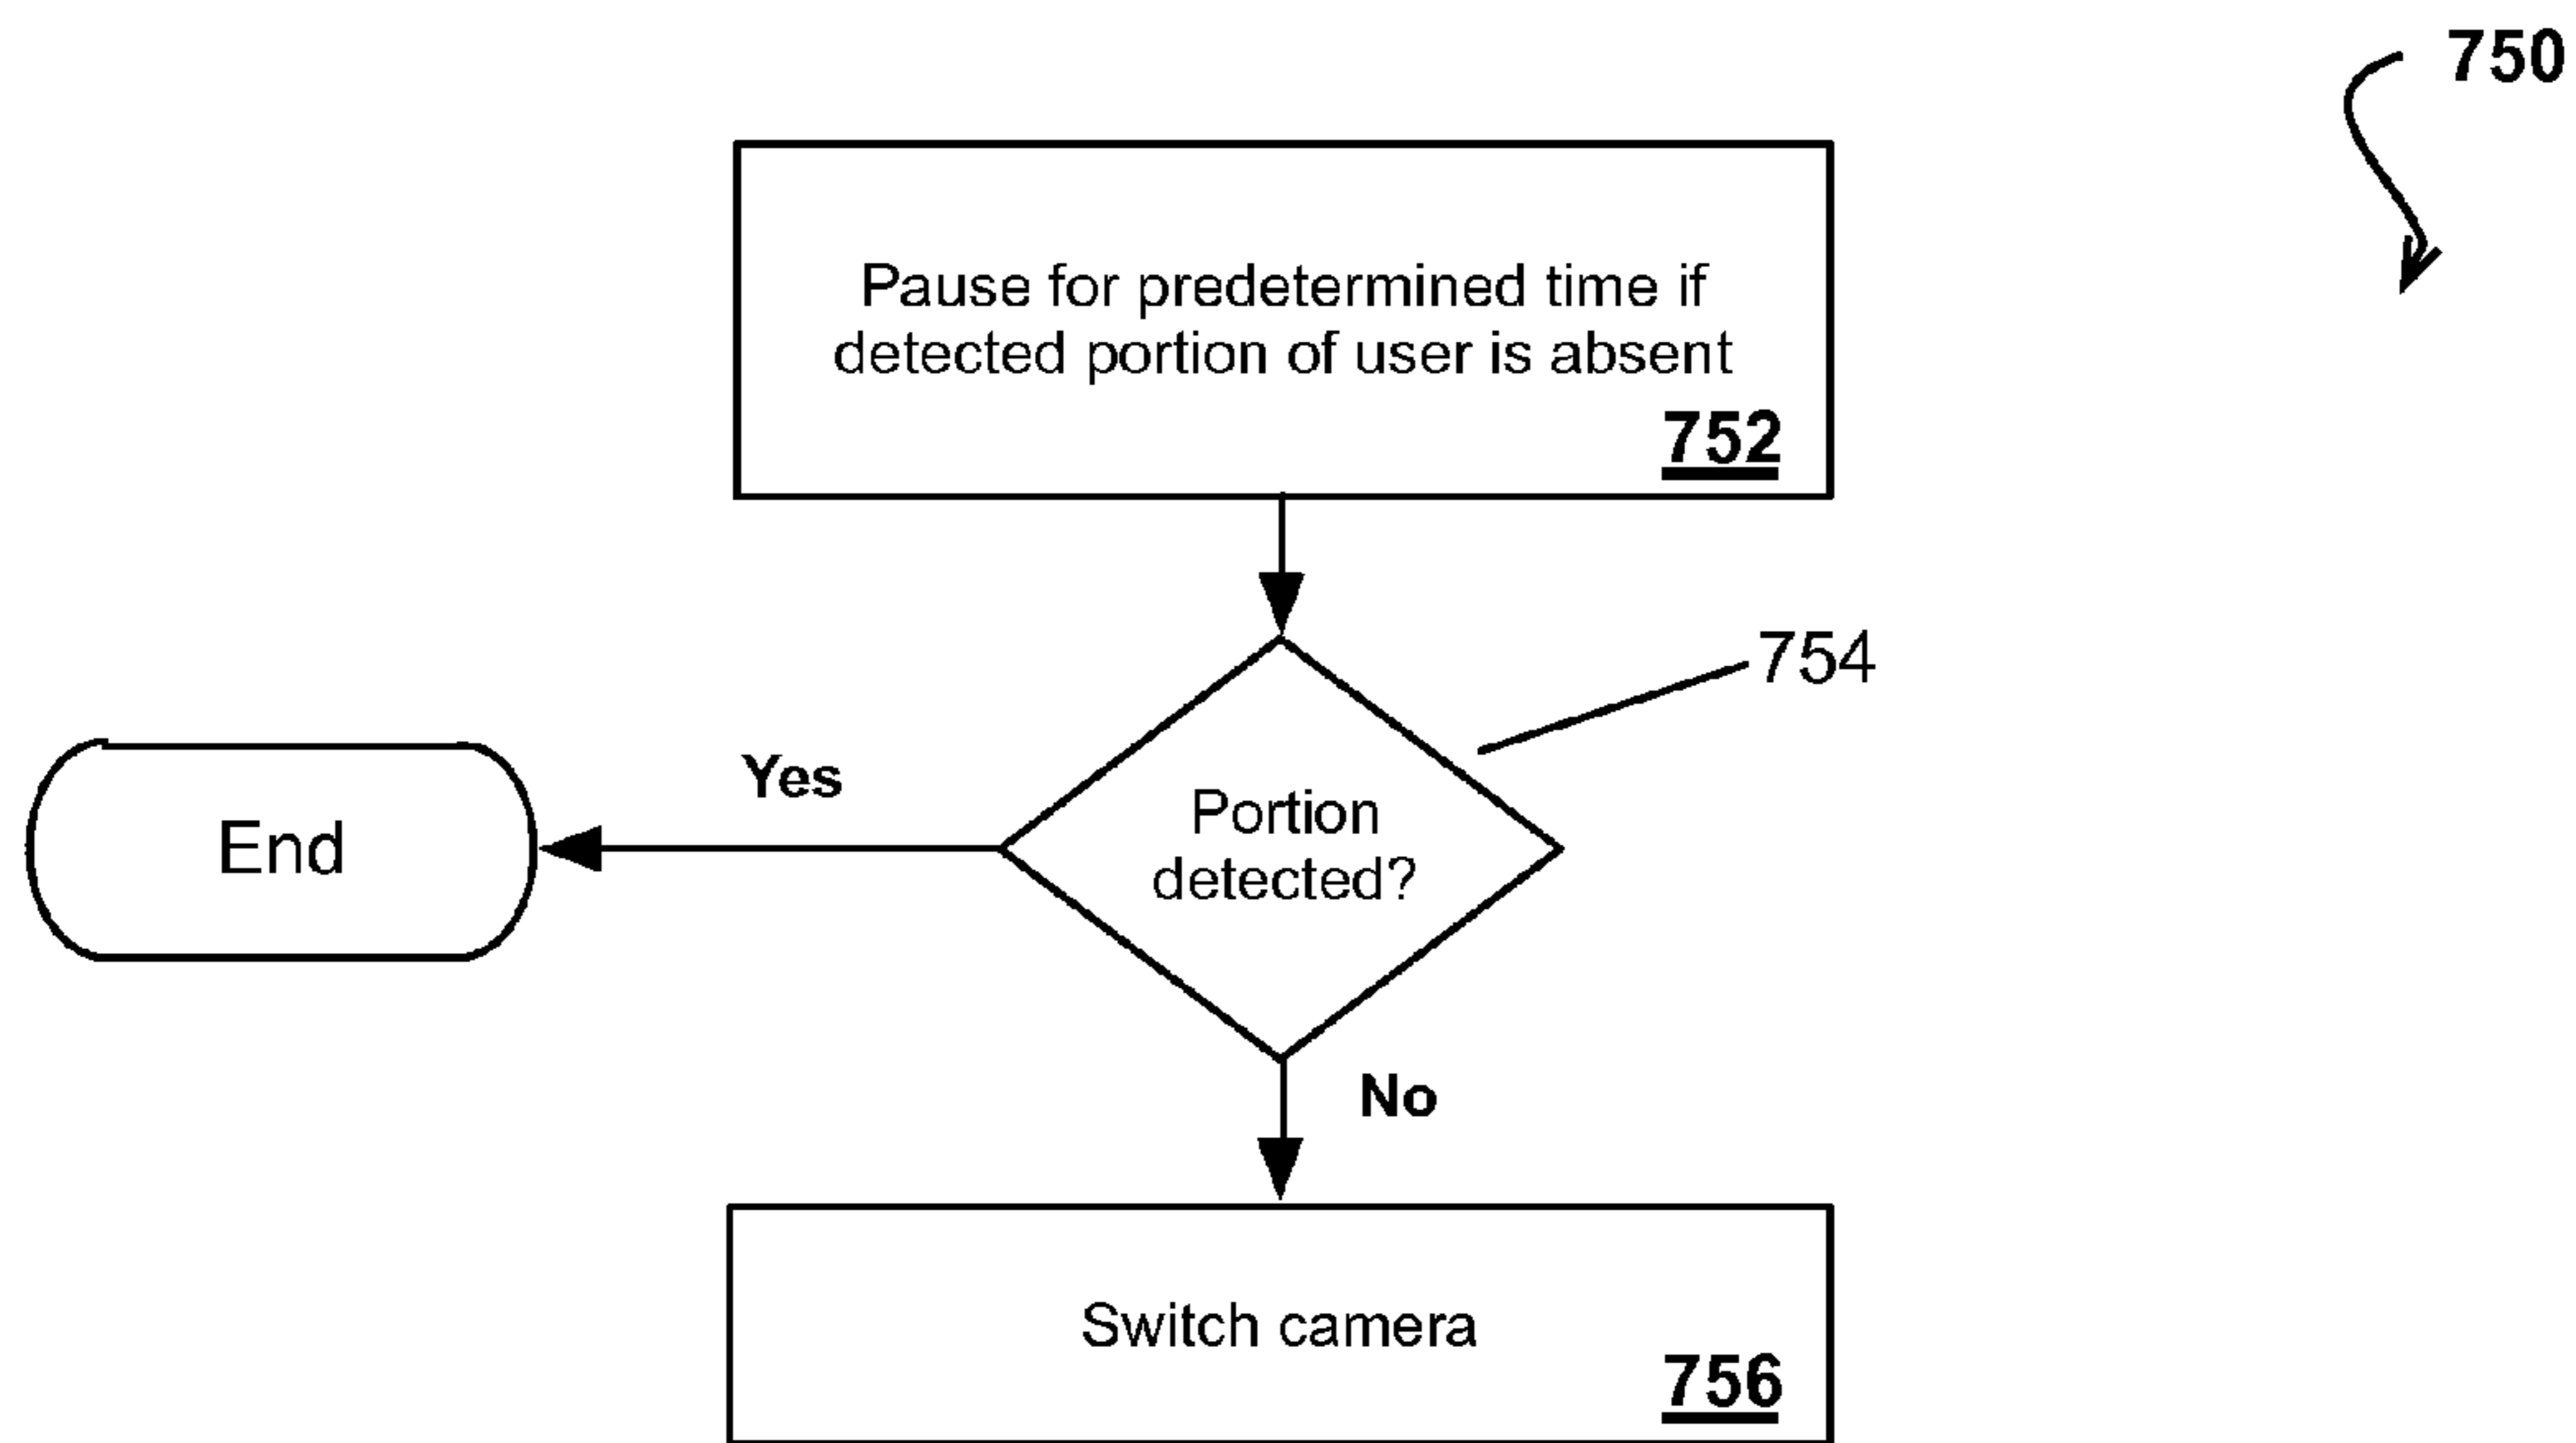 750
Pause for predetermined time if
detected portion of user is absent
752
754
Portion
detected?
Yes
End
No
Switch camera
756